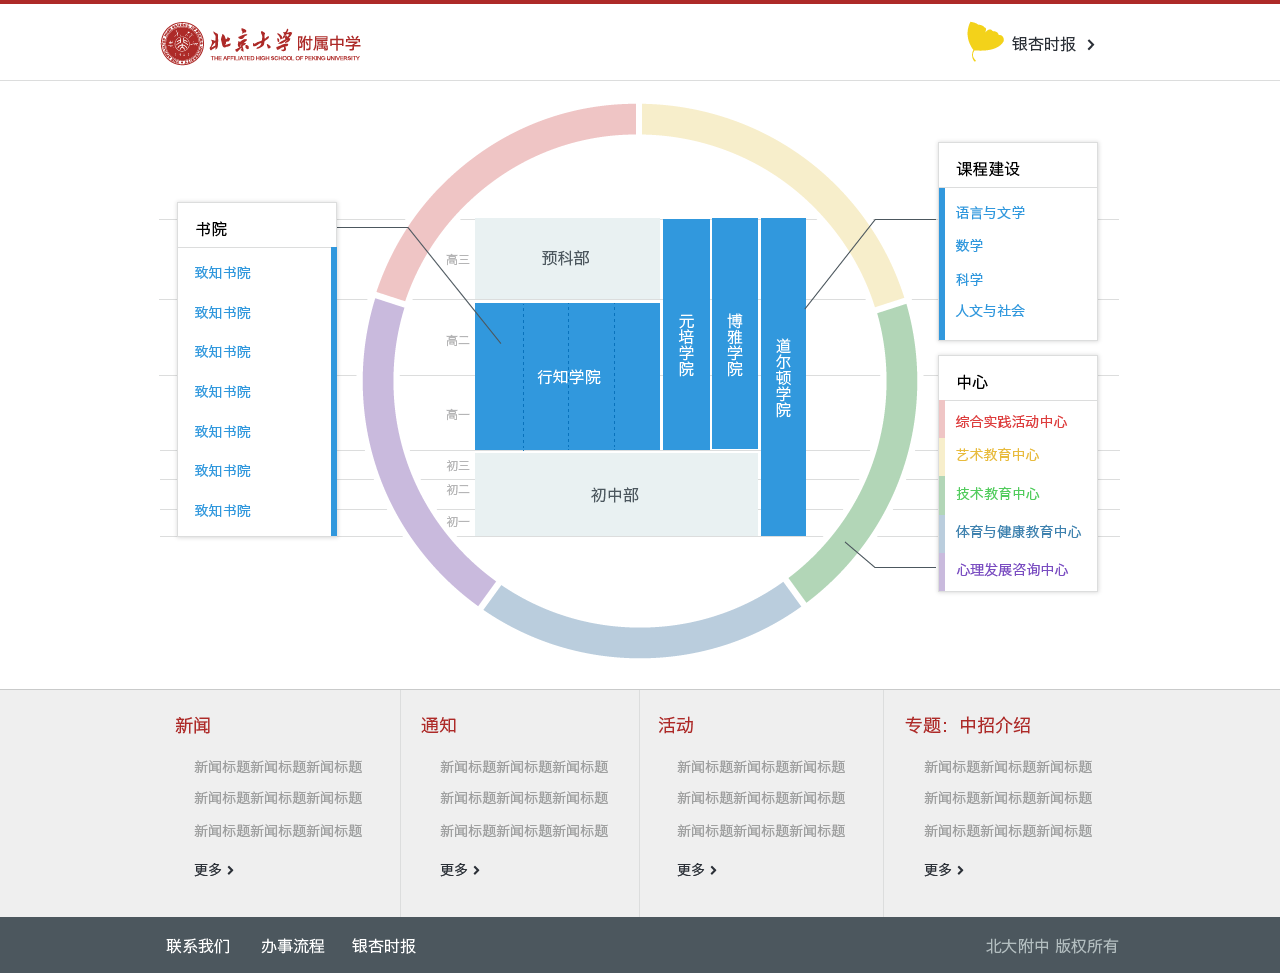 北京大学附属中学
THE AFFILIATED HIGH SCHOOL OF PEKING UNIVERSITY
银杏时报
书院
致知书院
致知书院
致知书院
致知书院
致知书院
致知书院
致知书院
高三
高二
高一
初三
初二
初一
预科部
行知学院
元培学院
博雅学院
道尔顿学院
初中部
课程建设
语言与文学
数学
科学
人文与社会
中心
综合实践活动中心
艺术教育中心
技术教育中心
体育与健康教育中心
心理发展咨询中心
新闻
新闻标题新闻标题新闻标题
新闻标题新闻标题新闻标题
新闻标题新闻标题新闻标题
更多
通知
新闻标题新闻标题新闻标题
新闻标题新闻标题新闻标题
新闻标题新闻标题新闻标题
更多
活动
新闻标题新闻标题新闻标题
新闻标题新闻标题新闻标题
新闻标题新闻标题新闻标题
更多
专题：中招介绍
新闻标题新闻标题新闻标题
新闻标题新闻标题新闻标题
新闻标题新闻标题新闻标题
更多
联系我们 办事流程 银杏时报
北大附中 版权所有